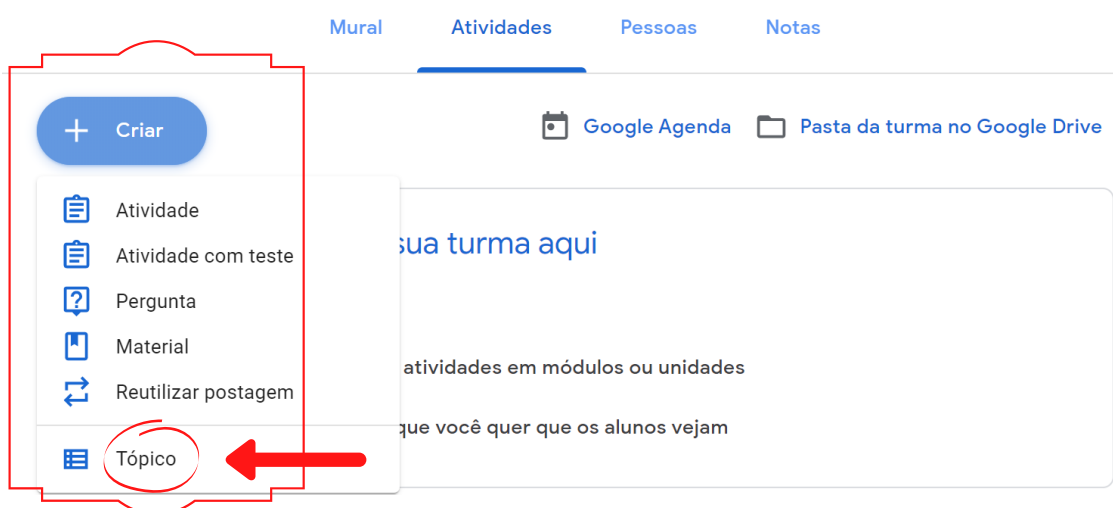 Mural Atividades Pessoas Notas
Criar
Google Agenda Pasta da turma no Google Drive
Atividade
Atividade com teste
Pergunta
Material
Reutilizar postagem
Tópico
sua turma aqui
atividades em módulos ou unidades
que você quer que os alunos vejam